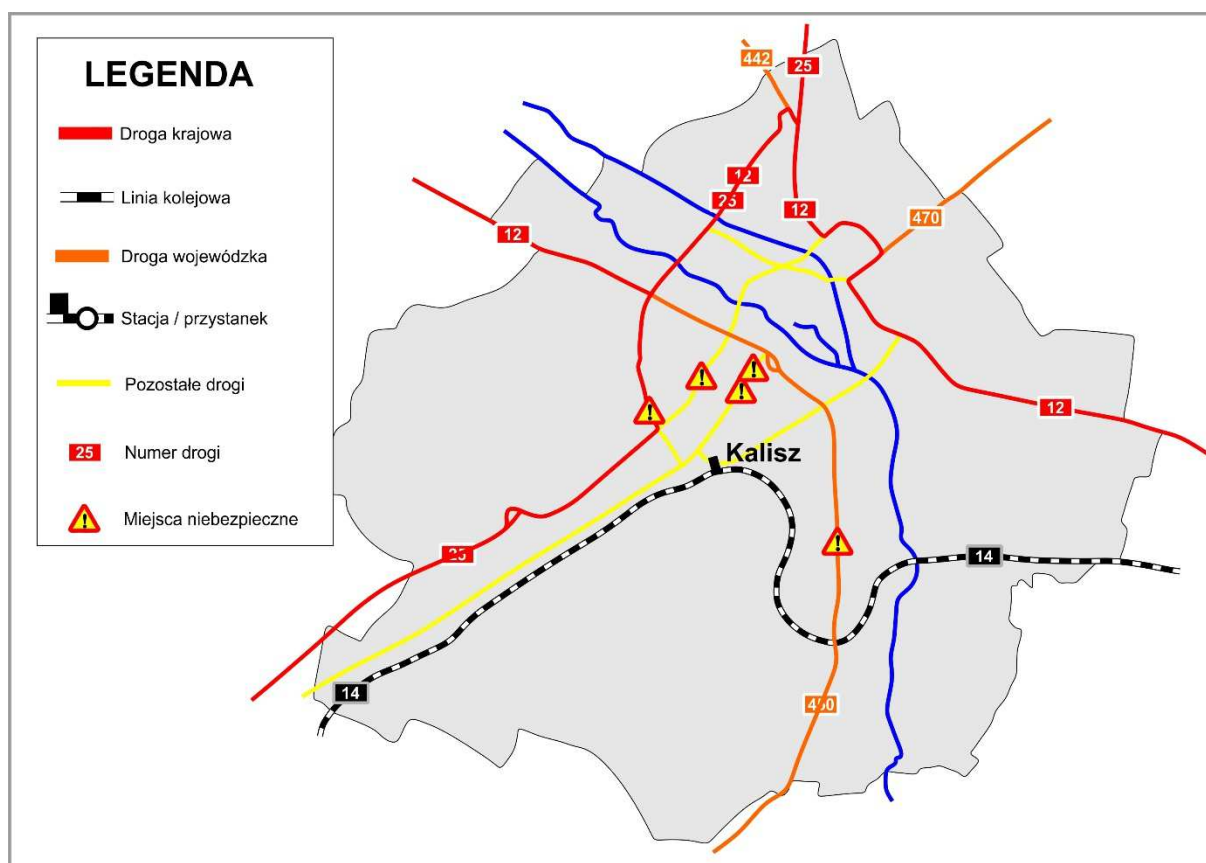 LEGENDA
Droga krajowa
Linia kolejowa
Droga wojewódzka
Stacja / przystanek
Pozostałe drogi
25 Numer drogi
Miejsca niebezpieczne
442
25
12
25
12
470
12
12
Kalisz
25
14
14
450